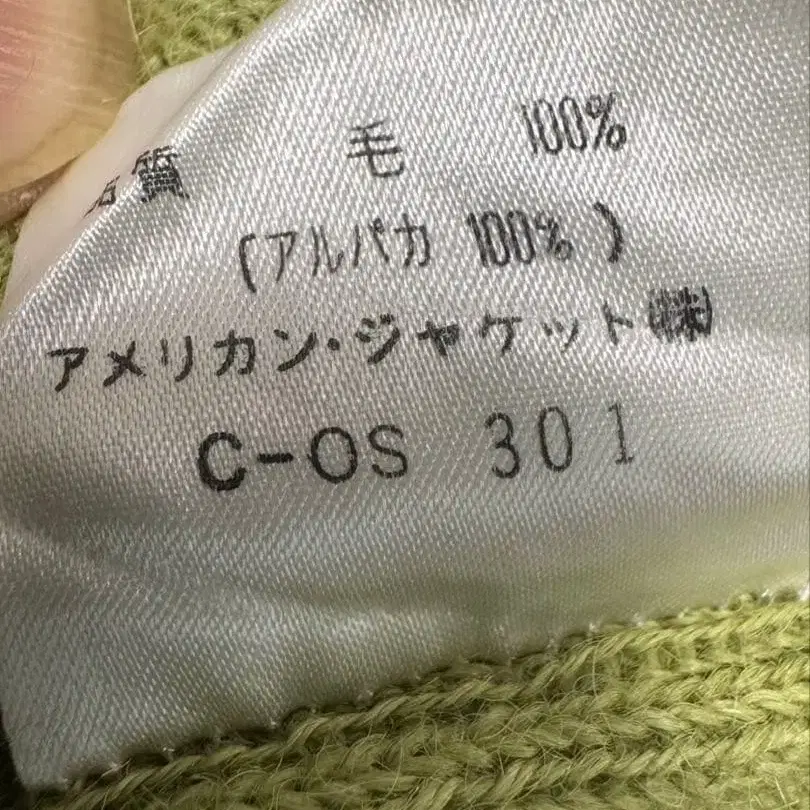 品質 毛 100%
(アルパカ 100%)
アメリカン・ジャケット(株)
C-OS 301